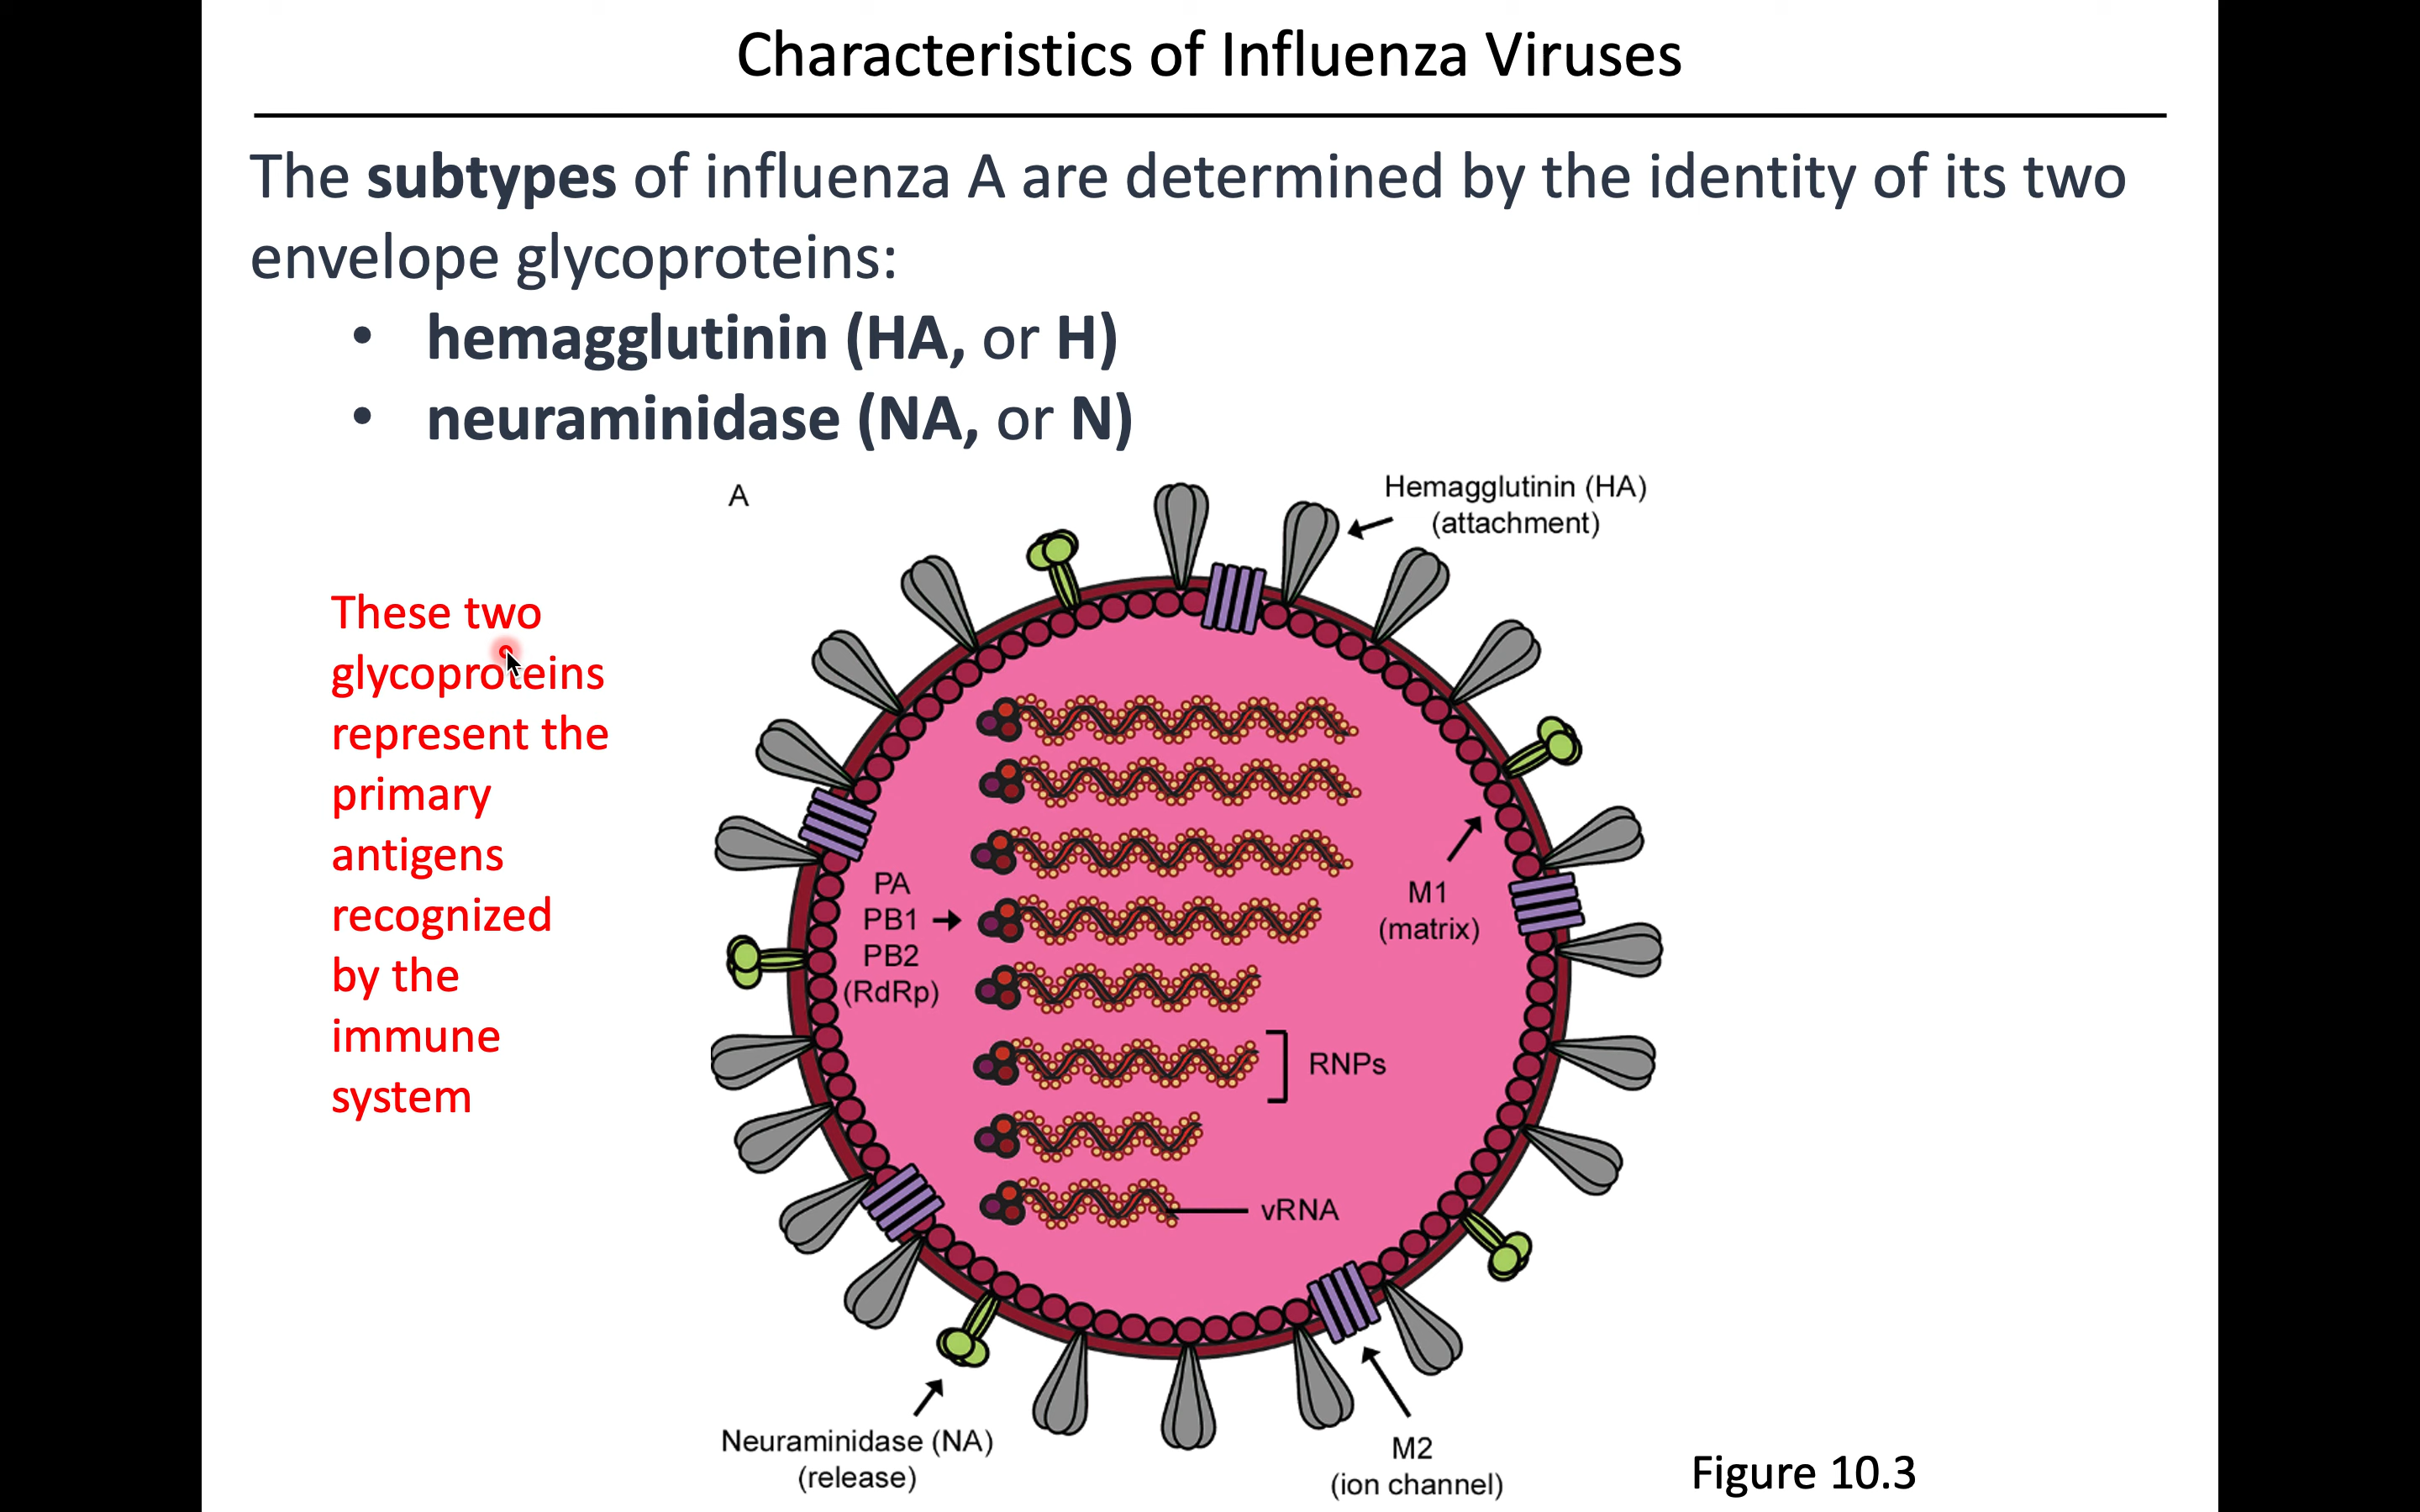 Characteristics of Influenza Viruses
The subtypes of influenza A are determined by the identity of its two
envelope glycoproteins:
• hemagglutinin (HA, or H)
• neuraminidase (NA, or N)
A
Hemagglutinin (HA)
(attachment)
These two
glycoproteins
represent the
primary
antigens
recognized
by the
immune
system
PA
PB1
PB2
(RdRp)
M1
(matrix)
RNPs
vRNA
Neuraminidase (NA)
(release)
M2
(ion channel)
Figure 10.3